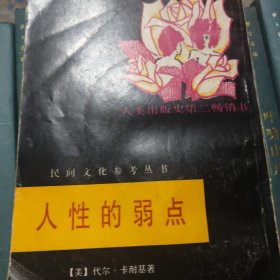 人类出版史第二畅销书
民间文化参考丛书
人性的弱点
【美】代尔·卡耐基著